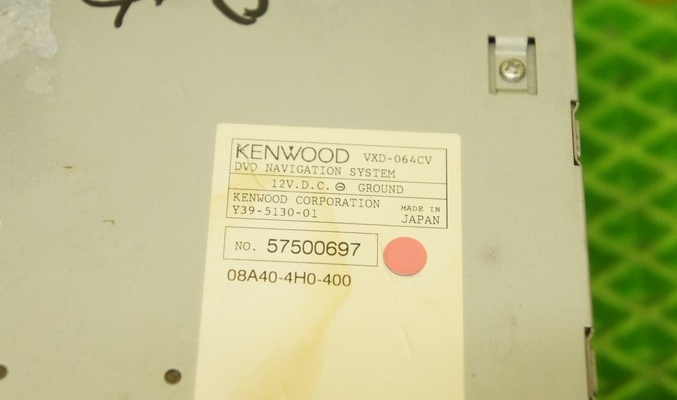 KENWOOD VXD-064CV
DVD NAVIGATION SYSTEM
12V.D.C. ⊖ GROUND
KENWOOD CORPORATION
Y39-5130-01
MADE IN
JAPAN
NO. 57500697
08A40-4H0-400